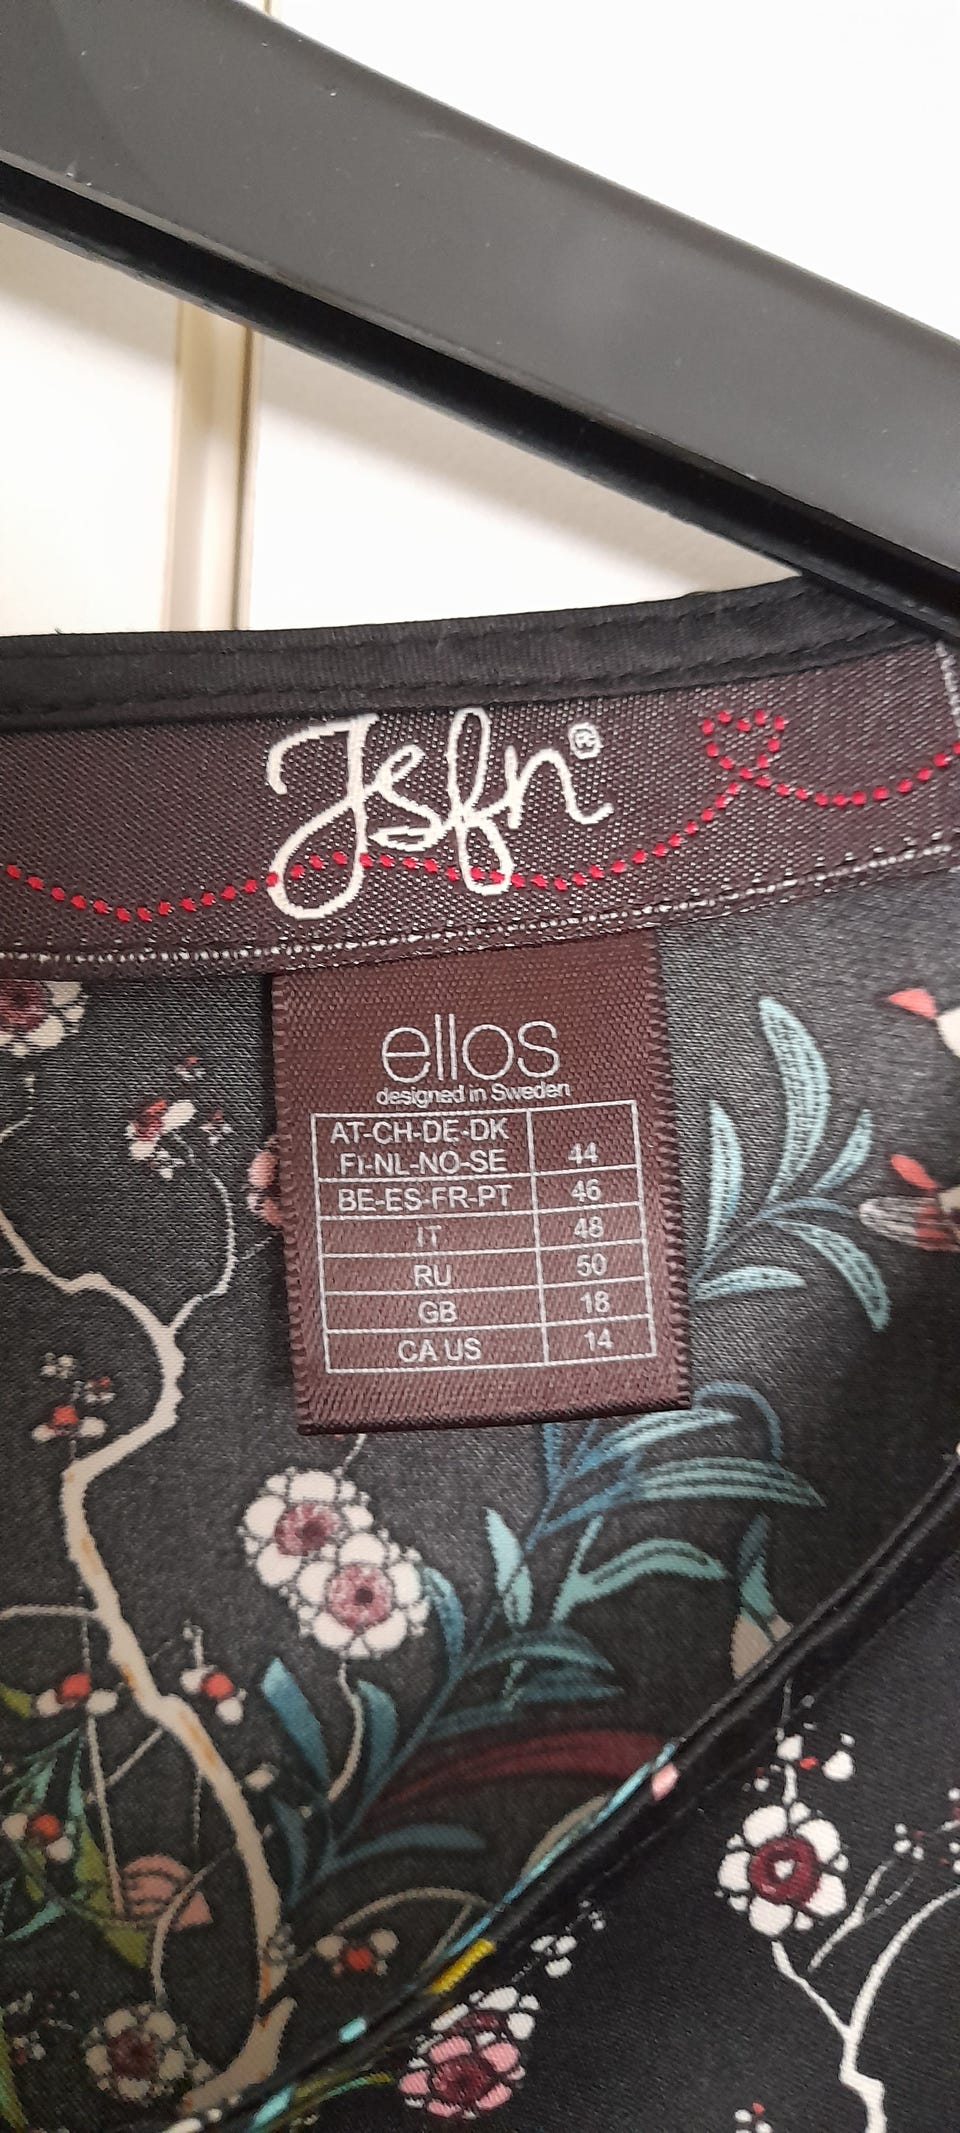 Jsfn®
ellos
designed in Sweden
AT-CH-DE-DK
FI-NL-NO-SE 44
BE-ES-FR-PT 46
IT 48
RU 50
GB 18
CA US 14